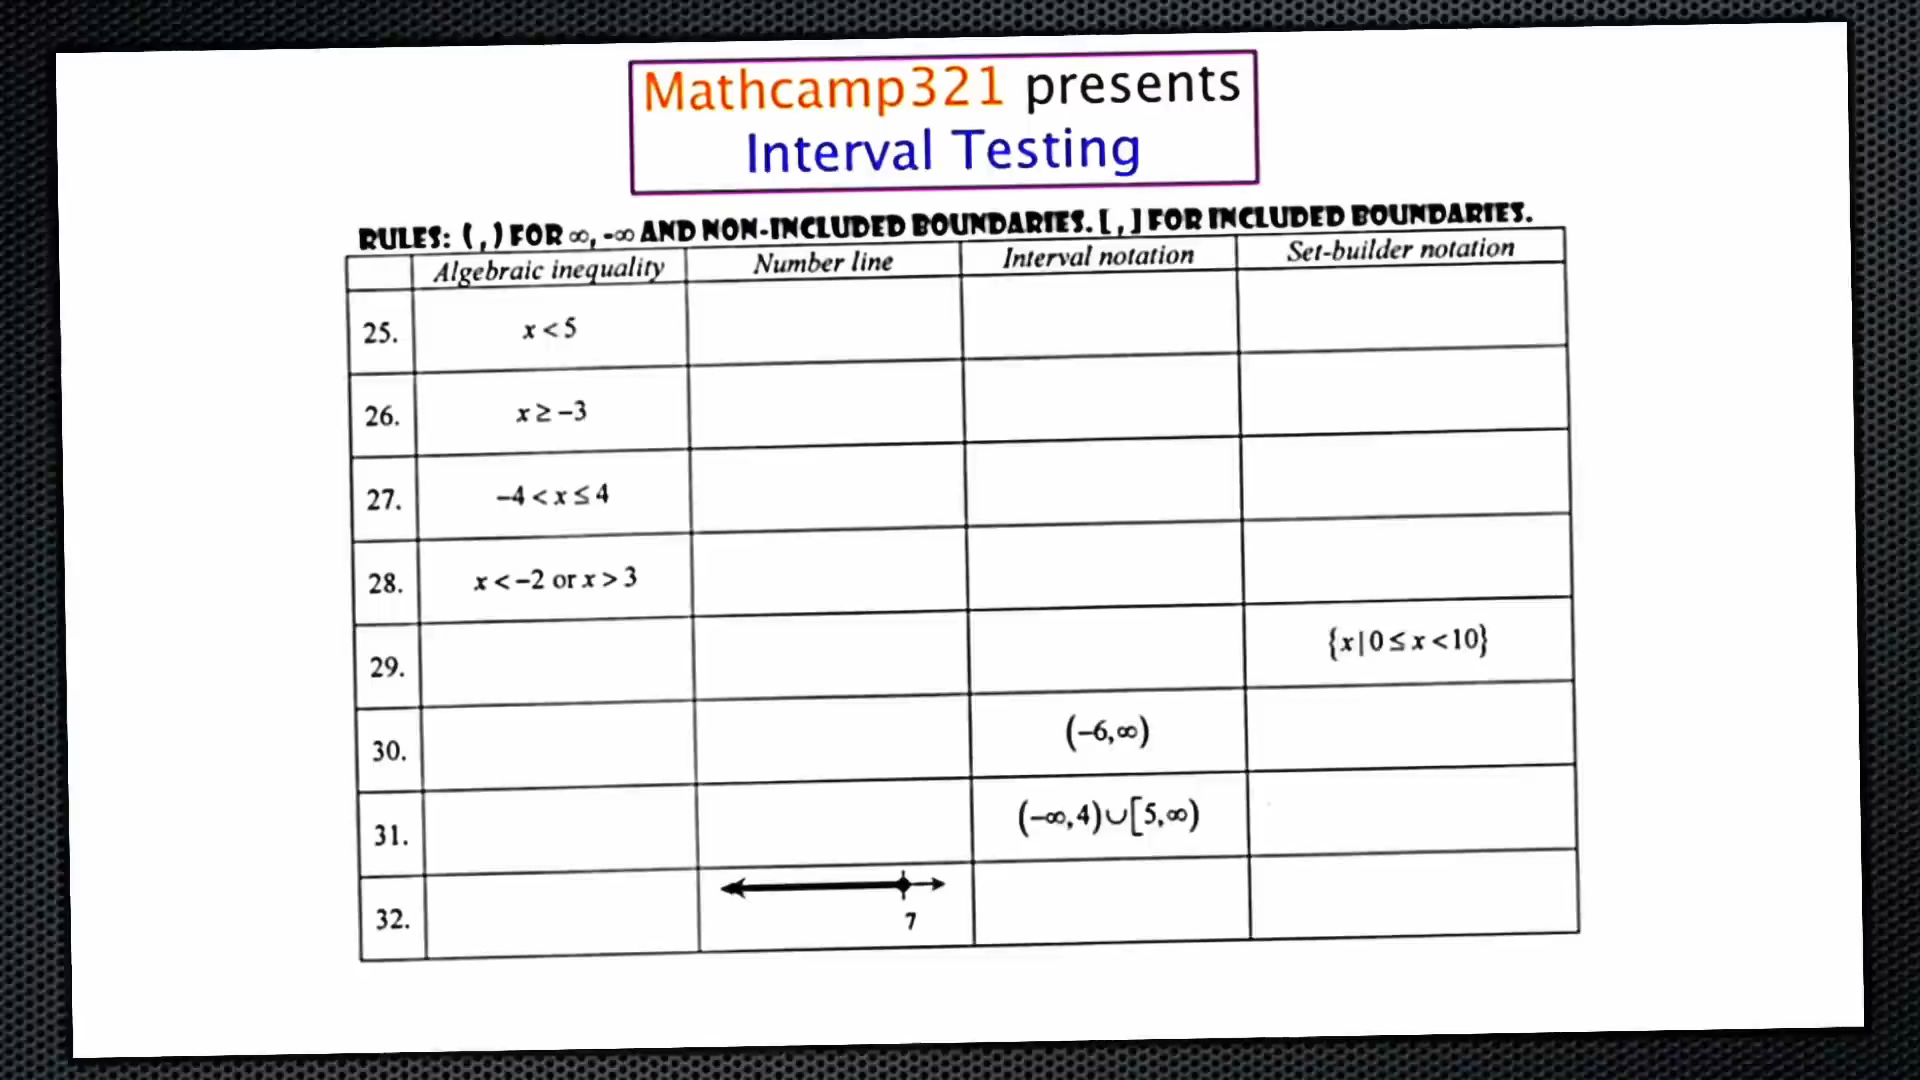 Mathcamp321 presents
Interval Testing
RULES: ( , ) FOR ∞, -∞ AND NON-INCLUDED BOUNDARIES. [ , ] FOR INCLUDED BOUNDARIES.
Algebraic inequality Number line Interval notation Set-builder notation
25. x < 5
26. x ≥ −3
27. −4 < x ≤ 4
28. x < −2 or x > 3
29. {x | 0 ≤ x < 10}
30. (−6, ∞)
31. (−∞, 4) ∪ [5, ∞)
32. 7